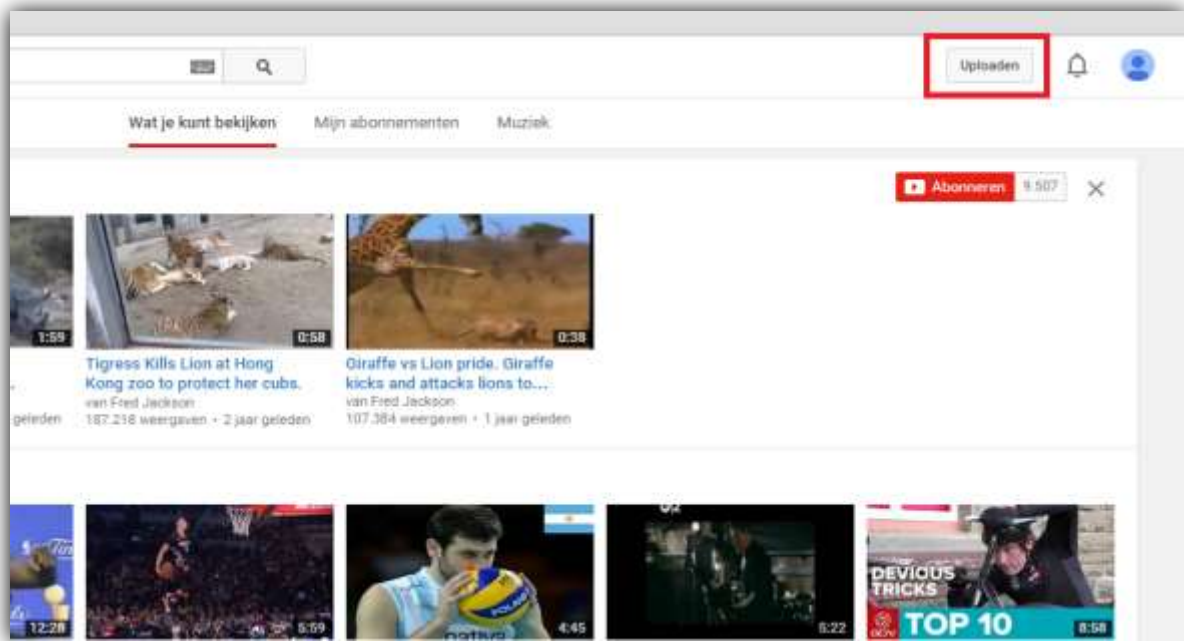 Uploaden
Wat je kunt bekijken Mijn abonnementen Muziek
Abonneren 9.507
1:59
0:58
0:38
Tigress Kills Lion at Hong
Kong zoo to protect her cubs.
van Fred Jackson
187.218 weergaven • 2 jaar geleden
Giraffe vs Lion pride. Giraffe
kicks and attacks lions to...
van Fred Jackson
107.384 weergaven • 1 jaar geleden
geleden
12:28
5:59
POLAND
nativa
4:45
5:22
DEVIOUS
TRICKS
GCN
TOP 10
8:58